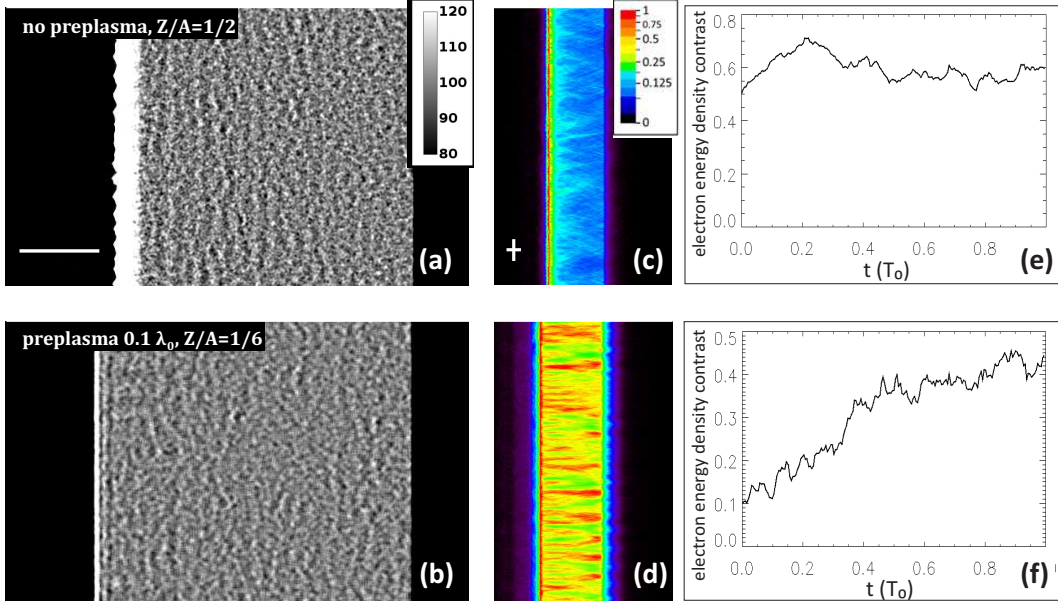 no preplasma, Z/A=1/2
120
110
100
90
80
(a)
1
0.75
0.5
0.25
0.125
0
(c)
electron energy density contrast
0.8
0.6
0.4
0.2
0.0
0.0 0.2 0.4 0.6 0.8
t (T₀)
(e)
preplasma 0.1 λ₀, Z/A=1/6
(b)
(d)
electron energy density contrast
0.5
0.4
0.3
0.2
0.1
0.0
0.0 0.2 0.4 0.6 0.8
t (T₀)
(f)